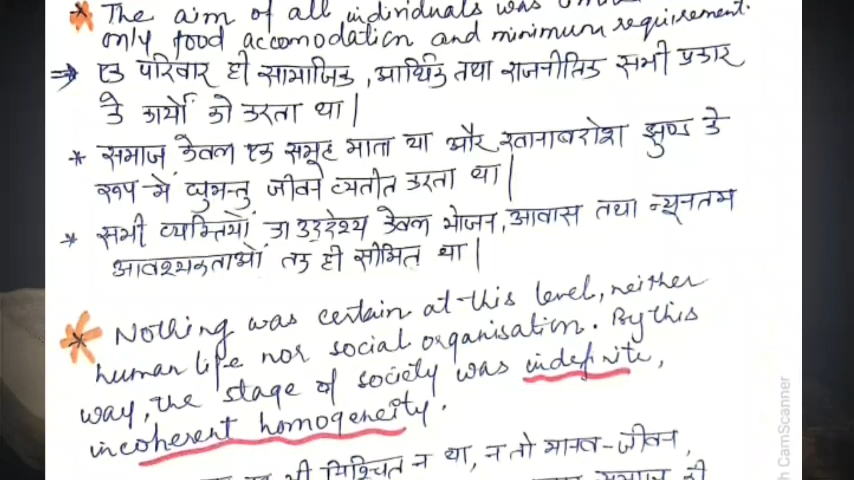 * The aim of all individuals was
only food accomodation and minimum requirement.
⇒ एक परिवार ही सामाजिक, आर्थिक तथा राजनीतिक सभी प्रकार
के कार्यों को करता था|
* समाज केवल एक समूह माता था और खानाबदोश झुण्ड के
रूप में घुमन्तु जीवन व्यतीत करता था|
* सभी व्यक्तियों का उद्देश्य केवल भोजन, आवास तथा न्यूनतम
आवश्यकताओं तक ही सीमित था|
* Nothing was certain at this level, neither
human life nor social organisation. By this
way, the stage of society was indefinite,
incoherent homogeneity.
भी निश्चित न था, न तो मानव-जीवन,
समाज की
h CamScanner